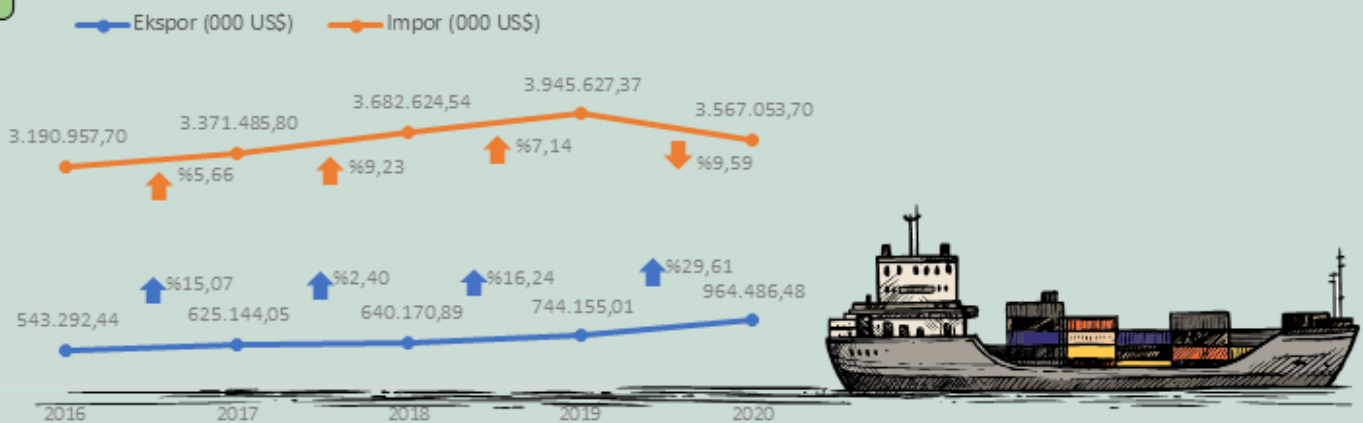 Ekspor (000 US$) Impor (000 US$)
3.190.957,70 3.371.485,80 3.682.624,54 3.945.627,37 3.567.053,70
%5,66 %9,23 %7,14 %9,59
%15,07 %2,40 %16,24 %29,61
543.292,44 625.144,05 640.170,89 744.155,01 964.486,48
2016 2017 2018 2019 2020